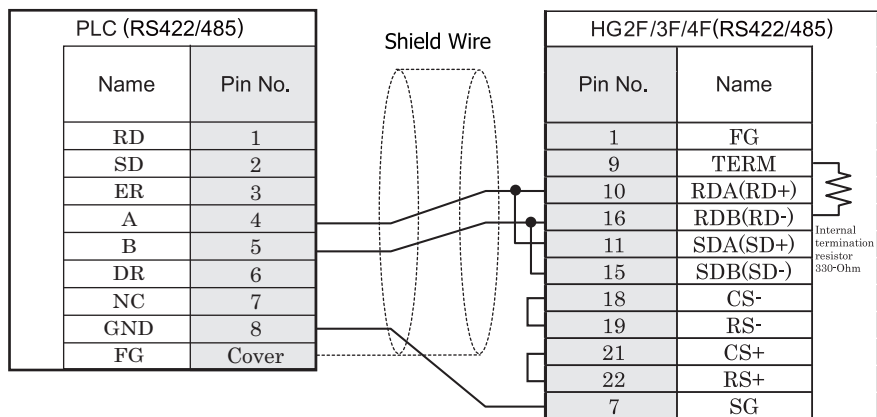 PLC (RS422/485)
Name Pin No.
RD 1
SD 2
ER 3
A 4
B 5
DR 6
NC 7
GND 8
FG Cover
Shield Wire
HG2F/3F/4F(RS422/485)
Pin No. Name
1 FG
9 TERM
10 RDA(RD+)
16 RDB(RD-)
11 SDA(SD+)
15 SDB(SD-)
18 CS-
19 RS-
21 CS+
22 RS+
7 SG
Internal
termination
resistor
330-Ohm